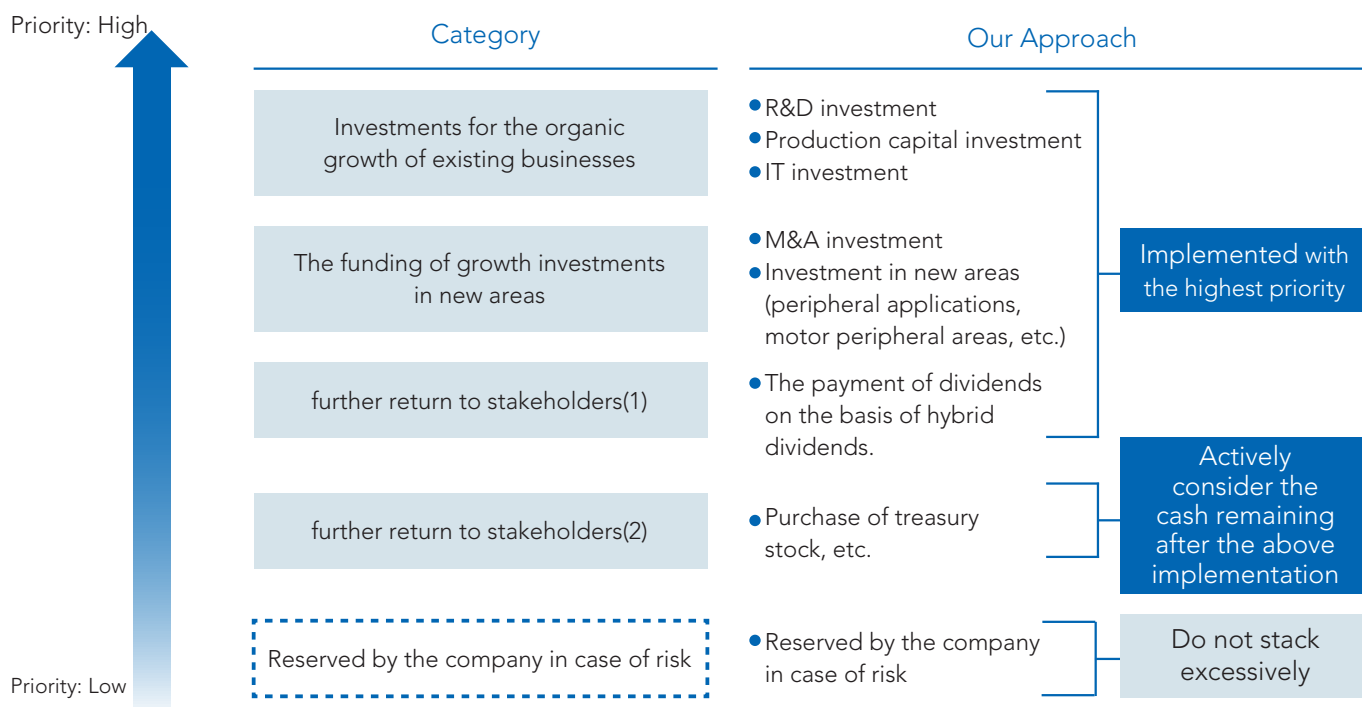 Priority: High
Category
Our Approach
Investments for the organic
growth of existing businesses
R&D investment
Production capital investment
IT investment
The funding of growth investments
in new areas
M&A investment
Investment in new areas
(peripheral applications,
motor peripheral areas, etc.)
Implemented with
the highest priority
further return to stakeholders(1)
The payment of dividends
on the basis of hybrid
dividends.
further return to stakeholders(2)
Purchase of treasury
stock, etc.
Actively
consider the
cash remaining
after the above
implementation
Reserved by the company in case of risk
Reserved by the company
in case of risk
Do not stack
excessively
Priority: Low